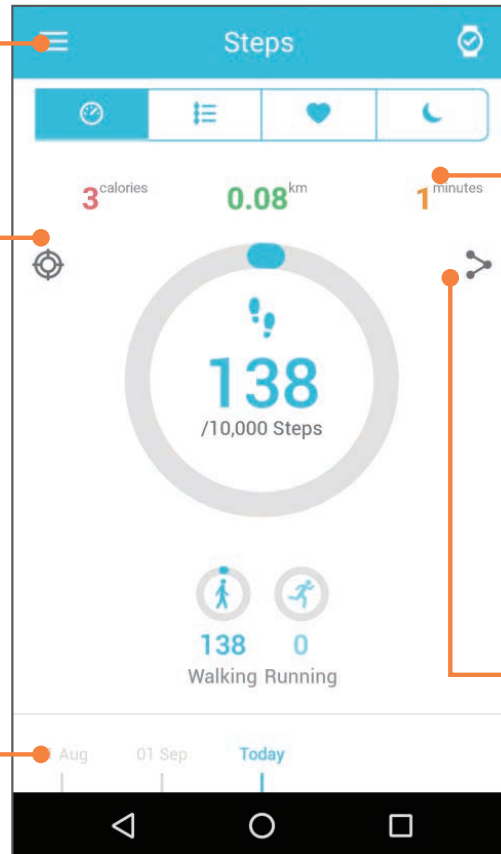 Steps
3 calories 0.08 km 1 minutes
138
/10,000 Steps
138 0
Walking Running
Aug 01 Sep Today